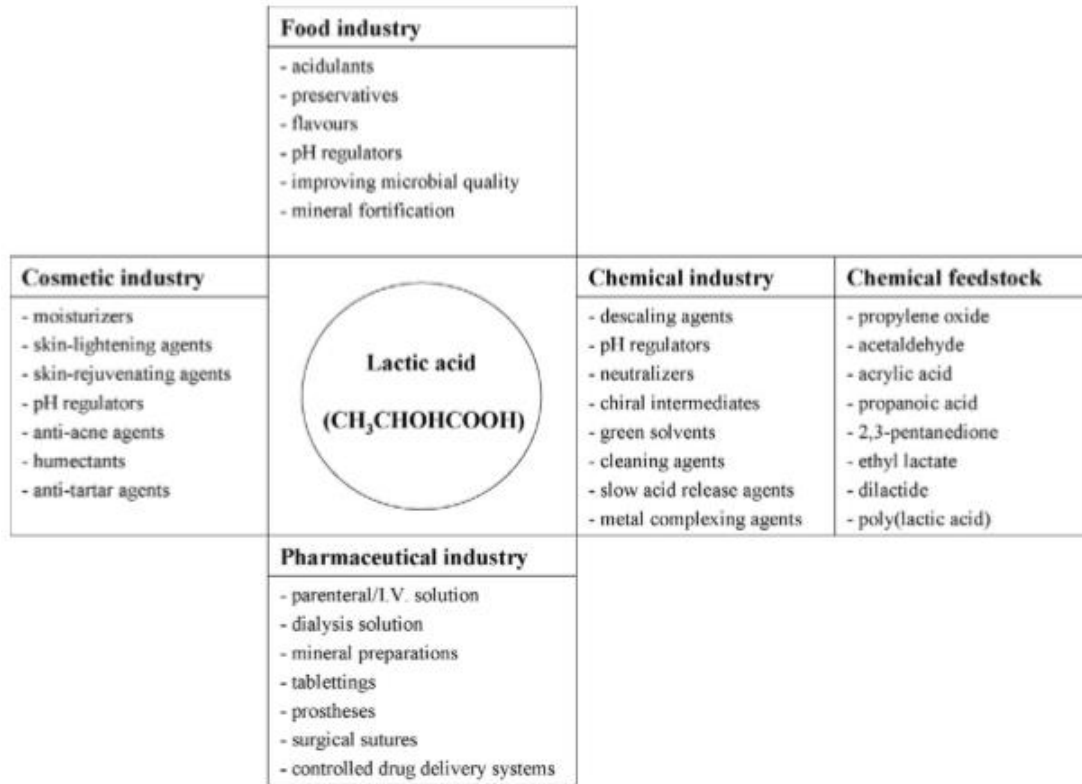 Food industry
- acidulants
- preservatives
- flavours
- pH regulators
- improving microbial quality
- mineral fortification
Cosmetic industry
- moisturizers
- skin-lightening agents
- skin-rejuvenating agents
- pH regulators
- anti-acne agents
- humectants
- anti-tartar agents
Lactic acid
(CH₃CHOHCOOH)
Chemical industry
- descaling agents
- pH regulators
- neutralizers
- chiral intermediates
- green solvents
- cleaning agents
- slow acid release agents
- metal complexing agents
Chemical feedstock
- propylene oxide
- acetaldehyde
- acrylic acid
- propanoic acid
- 2,3-pentanedione
- ethyl lactate
- dilactide
- poly(lactic acid)
Pharmaceutical industry
- parenteral/I.V. solution
- dialysis solution
- mineral preparations
- tablettings
- prostheses
- surgical sutures
- controlled drug delivery systems